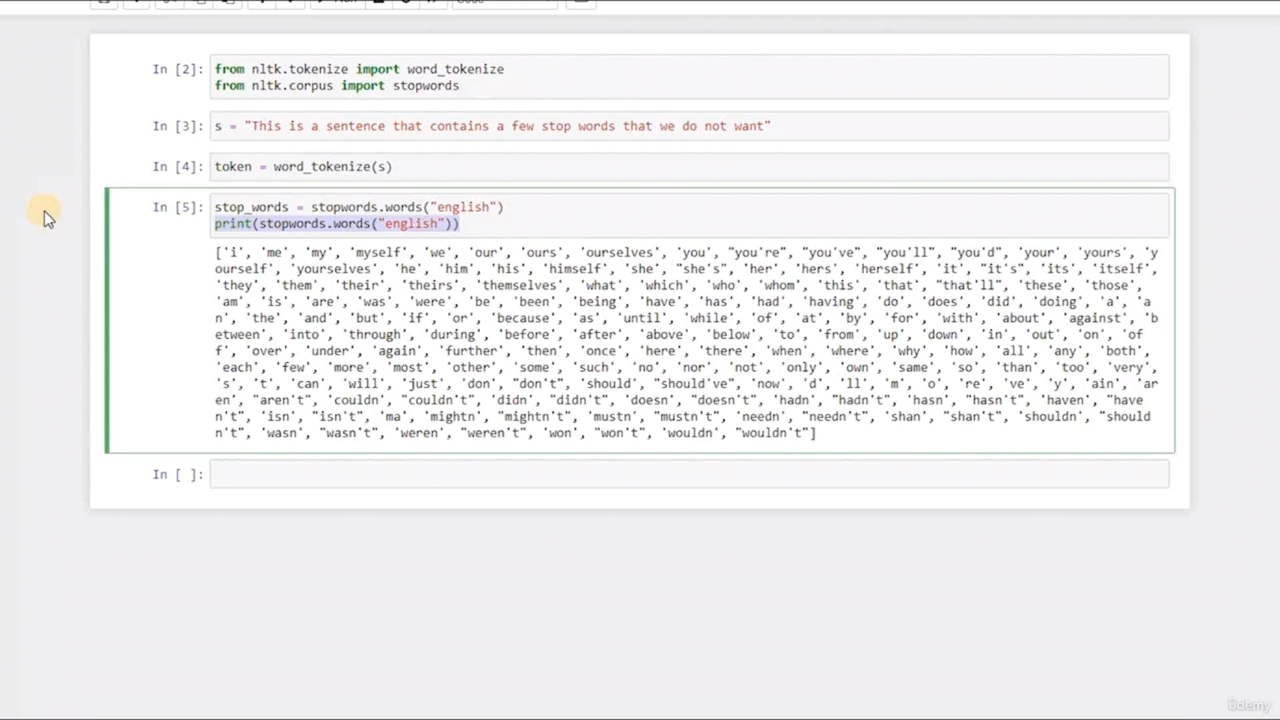 In [2]: from nltk.tokenize import word_tokenize
from nltk.corpus import stopwords
In [3]: s = "This is a sentence that contains a few stop words that we do not want"
In [4]: token = word_tokenize(s)
In [5]: stop_words = stopwords.words("english")
print(stopwords.words("english"))
['i', 'me', 'my', 'myself', 'we', 'our', 'ours', 'ourselves', 'you', "you're", "you've", "you'll", "you'd", 'your', 'yours', 'y
ourself', 'yourselves', 'he', 'him', 'his', 'himself', 'she', "she's", 'her', 'hers', 'herself', 'it', "it's", 'its', 'itself',
'they', 'them', 'their', 'theirs', 'themselves', 'what', 'which', 'who', 'whom', 'this', 'that', "that'll", 'these', 'those',
'am', 'is', 'are', 'was', 'were', 'be', 'been', 'being', 'have', 'has', 'had', 'having', 'do', 'does', 'did', 'doing', 'a', 'a
n', 'the', 'and', 'but', 'if', 'or', 'because', 'as', 'until', 'while', 'of', 'at', 'by', 'for', 'with', 'about', 'against', 'b
etween', 'into', 'through', 'during', 'before', 'after', 'above', 'below', 'to', 'from', 'up', 'down', 'in', 'out', 'on', 'of
f', 'over', 'under', 'again', 'further', 'then', 'once', 'here', 'there', 'when', 'where', 'why', 'how', 'all', 'any', 'both',
'each', 'few', 'more', 'most', 'other', 'some', 'such', 'no', 'nor', 'not', 'only', 'own', 'same', 'so', 'than', 'too', 'very',
's', 't', 'can', 'will', 'just', 'don', "don't", 'should', "should've", 'now', 'd', 'll', 'm', 'o', 're', 've', 'y', 'ain', 'ar
en', "aren't", 'couldn', "couldn't", 'didn', "didn't", 'doesn', "doesn't", 'hadn', "hadn't", 'hasn', "hasn't", 'haven', "have
n't", 'isn', "isn't", 'ma', 'mightn', "mightn't", 'mustn', "mustn't", 'needn', "needn't", 'shan', "shan't", 'shouldn', "should
n't", 'wasn', "wasn't", 'weren', "weren't", 'won', "won't", 'wouldn', "wouldn't"]
In [ ]:
ûdemy